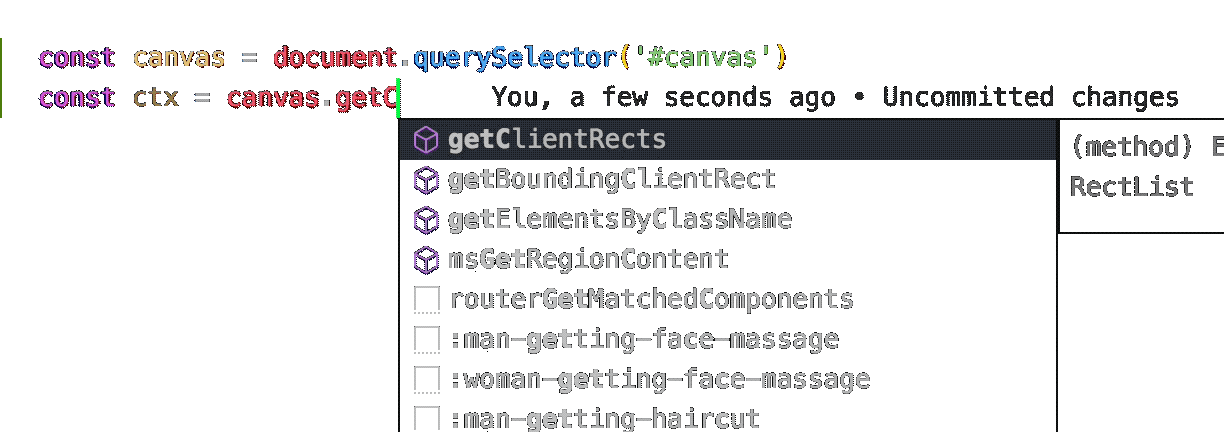 const canvas = document.querySelector('#canvas')
const ctx = canvas.getC You, a few seconds ago • Uncommitted changes
getClientRects
(method) E
getBoundingClientRect
RectList
getElementsByClassName
msGetRegionContent
routerGetMatchedComponents
:man-getting-face-massage
:woman-getting-face-massage
:man-getting-haircut